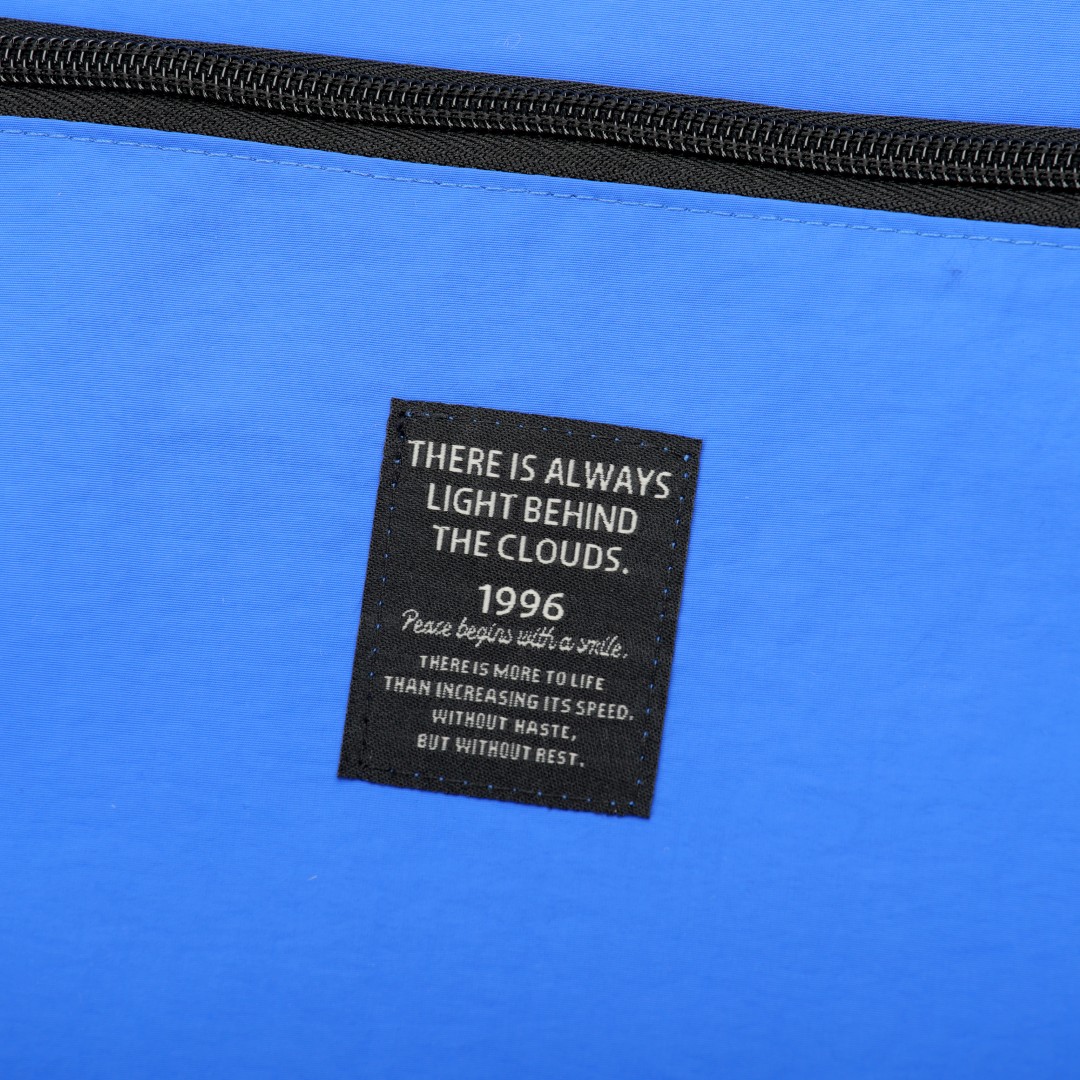 THERE IS ALWAYS
LIGHT BEHIND
THE CLOUDS.
1996
Peace begins with a smile.
THERE IS MORE TO LIFE
THAN INCREASING ITS SPEED.
WITHOUT HASTE,
BUT WITHOUT REST.